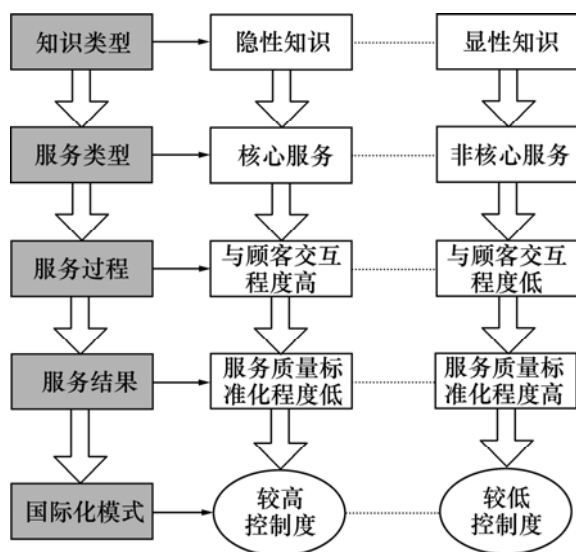 知识类型
隐性知识
显性知识
服务类型
核心服务
非核心服务
服务过程
与顾客交互
程度高
与顾客交互
程度低
服务结果
服务质量标
准化程度低
服务质量标
准化程度高
国际化模式
较高
控制度
较低
控制度